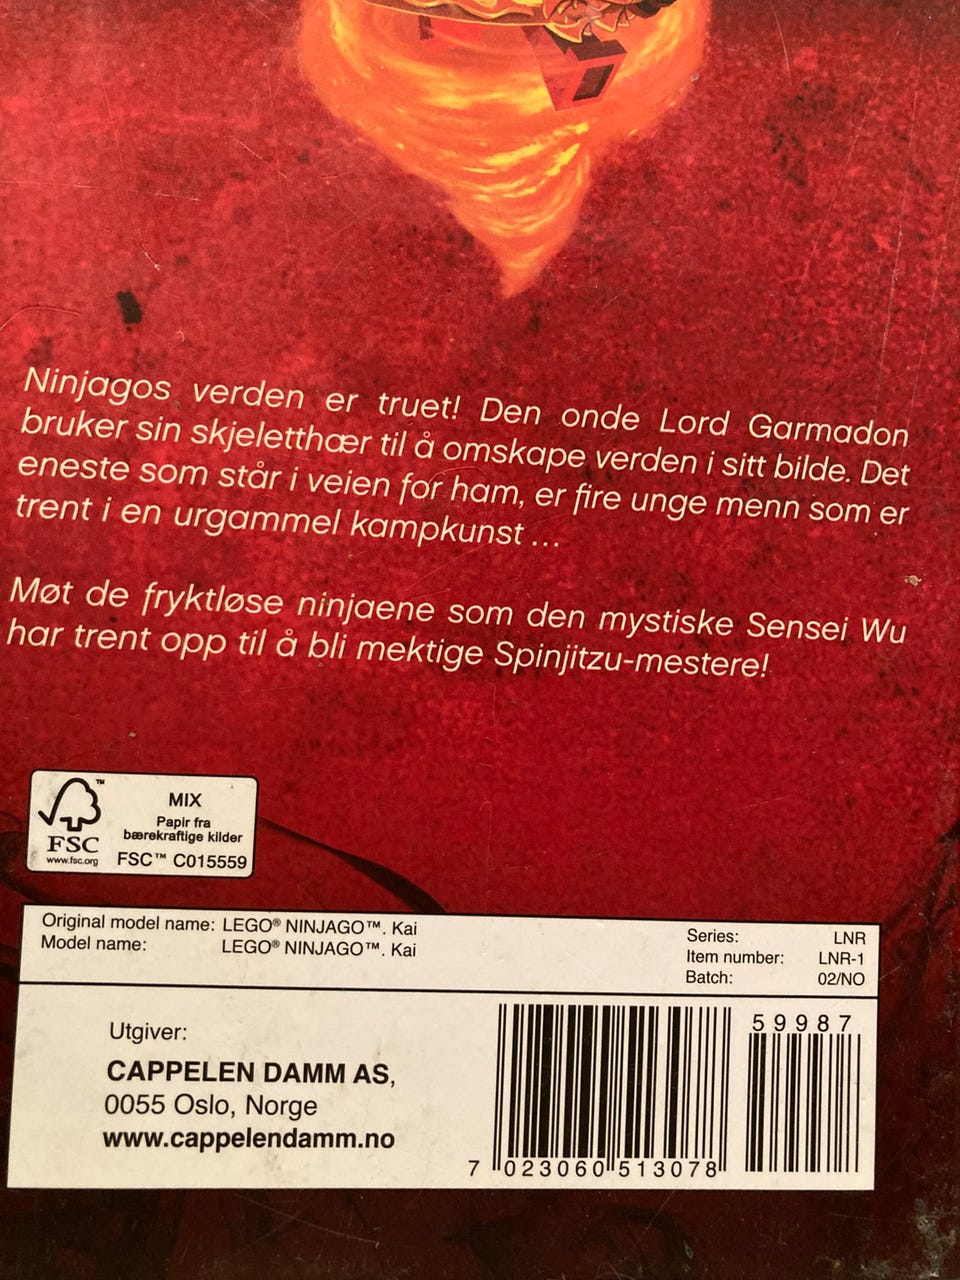 Ninjagos verden er truet! Den onde Lord Garmadon
bruker sin skjeletthær til å omskape verden i sitt bilde. Det
eneste som står i veien for ham, er fire unge menn som er
trent i en urgammel kampkunst ...
Møt de fryktløse ninjaene som den mystiske Sensei Wu
har trent opp til å bli mektige Spinjitzu-mestere!
FSC™
www.fsc.org
MIX
Papir fra
bærekraftige kilder
FSC™ C015559
Original model name: LEGO® NINJAGO™. Kai
Model name: LEGO® NINJAGO™. Kai
Series: LNR
Item number: LNR-1
Batch: 02/NO
Utgiver:
CAPPELEN DAMM AS,
0055 Oslo, Norge
www.cappelendamm.no
7 023060 513078
59987